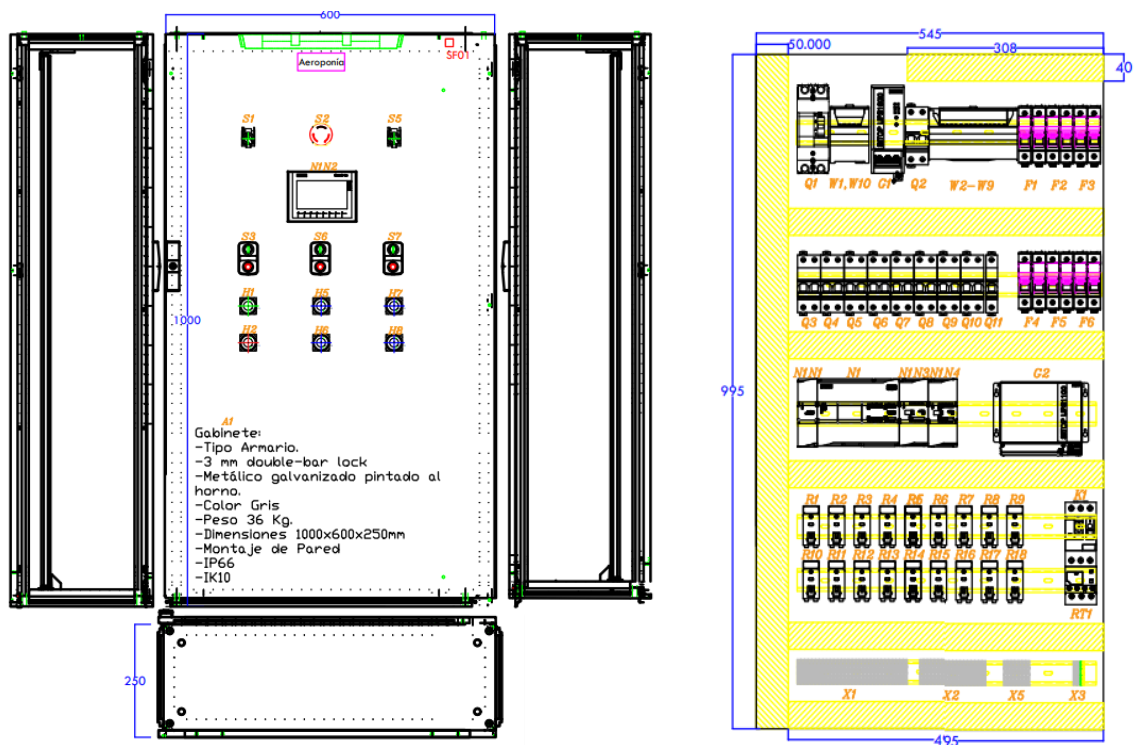 600
SF01
Aeroponía
S1 S2 S5
N1N2
S3 S6 S7
H1 H5 H7
1000
H2 H6 H8
A1
Gabinete:
-Tipo Armario.
-3 mm double-bar lock
-Metálico galvanizado pintado al
horno.
-Color Gris
-Peso 36 Kg.
-Dimensiones 1000x600x250mm
-Montaje de Pared
-IP66
-IK10
250
545
50.000
308
40
Q1 W1,W10 G1 Q2 W2-W9 F1 F2 F3
Q3 Q4 Q5 Q6 Q7 Q8 Q9 Q10 Q11 F4 F5 F6
995
N1N1 N1 N1N3 N1N4 G2
R1 R2 R3 R4 R5 R6 R7 R8 R9 K1
R10 R11 R12 R13 R14 R15 R16 R17 R18
RT1
X1 X2 X5 X3
495